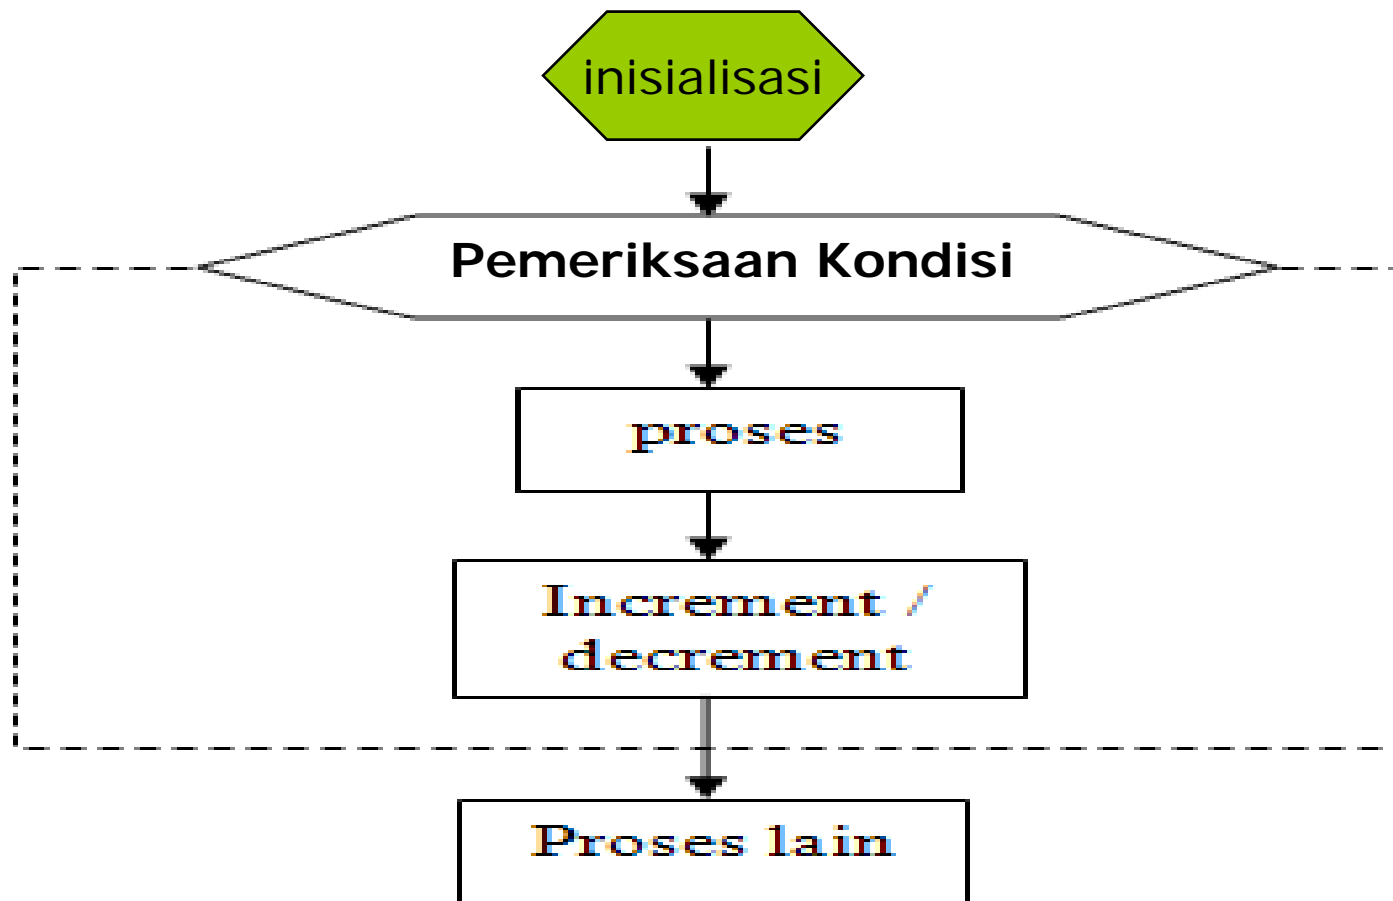 inisialisasi
Pemeriksaan Kondisi
proses
Increment /
decrement
Proses lain